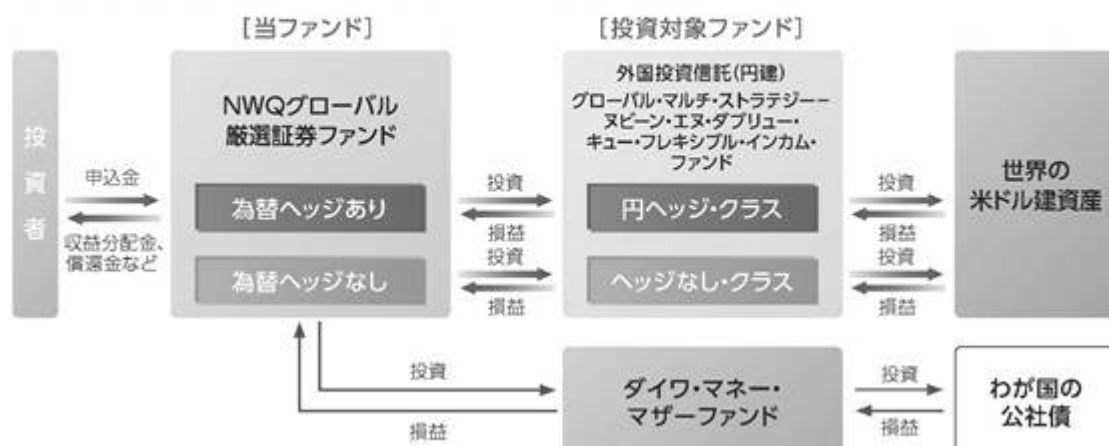 [当ファンド]
[投資対象ファンド]
投資者
申込金
収益分配金、
償還金など
NWQグローバル
厳選証券ファンド
為替ヘッジあり
為替ヘッジなし
投資
損益
投資
損益
外国投資信託(円建)
グローバル・マルチ・ストラテジー－
ヌビーン・エヌ・ダブリュー・
キュー・フレキシブル・インカム・
ファンド
円ヘッジ・クラス
ヘッジなし・クラス
投資
損益
投資
損益
世界の
米ドル建資産
投資
損益
ダイワ・マネー・
マザーファンド
投資
損益
わが国の
公社債